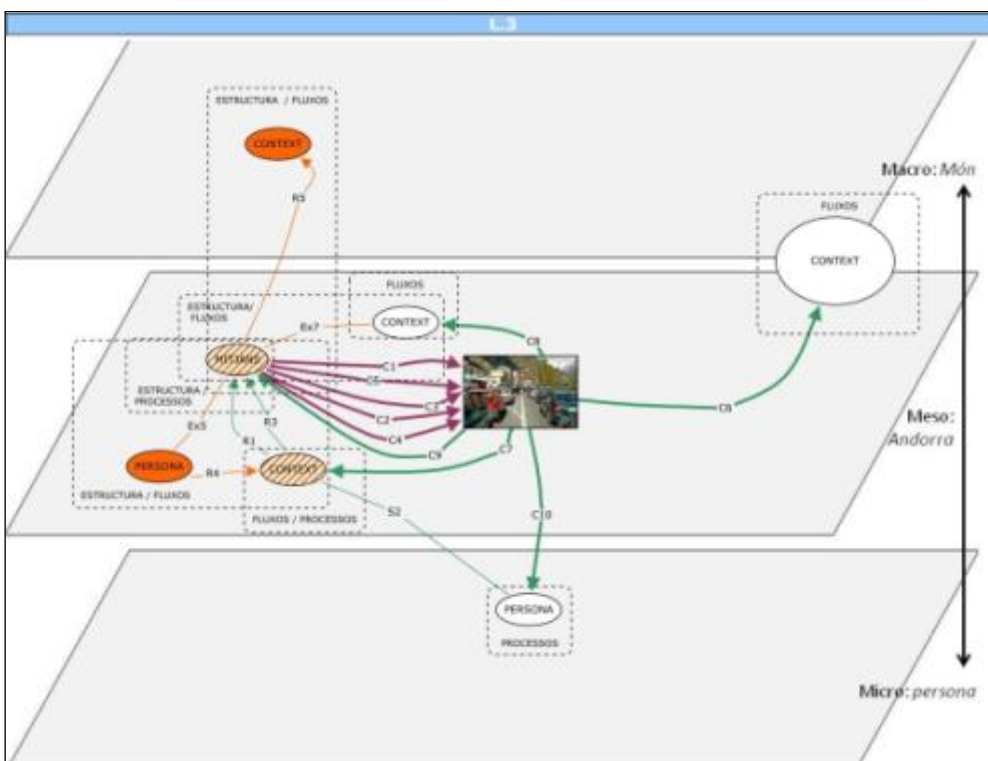 L.3
ESTRUCTURA / FLUXOS
CONTEXT
R5
Macro: Món
FLUXOS
CONTEXT
FLUXOS
ESTRUCTURA/
FLUXOS
CONTEXT
Ex7
C8
MITJANS
C1
ESTRUCTURA /
PROCESSOS
C3
C2
C6
Meso:
Andorra
Ex5
R1
R3
C4
C9
C7
PERSONA
R4
CONTEXT
ESTRUCTURA / FLUXOS
FLUXOS / PROCESSOS
S2
PERSONA
PROCESSOS
Micro: persona